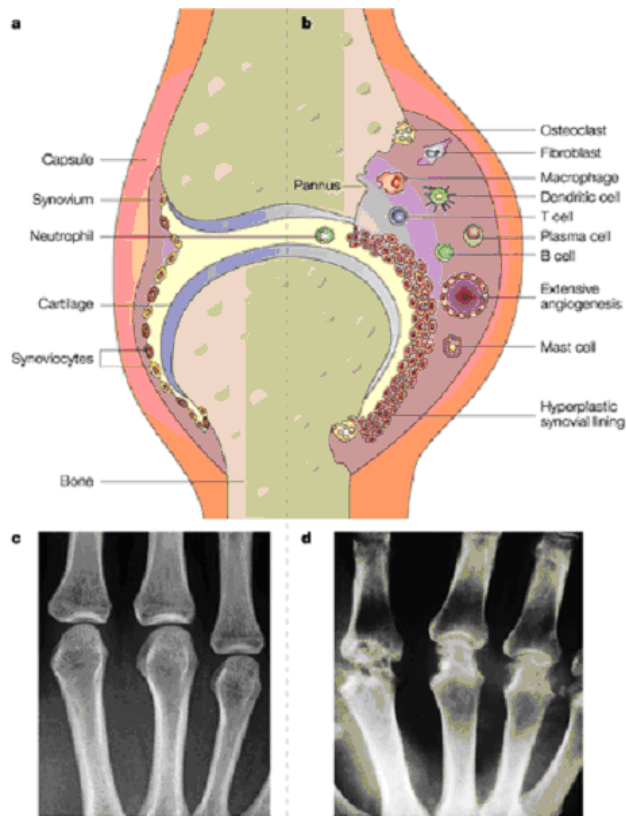 a
b
Capsule
Synovium
Neutrophil
Cartilage
Synoviocytes
Bone
Pannus
Osteoclast
Fibroblast
Macrophage
Dendritic cell
T cell
Plasma cell
B cell
Extensive
angiogenesis
Mast cell
Hyperplastic
synovial lining
c
d